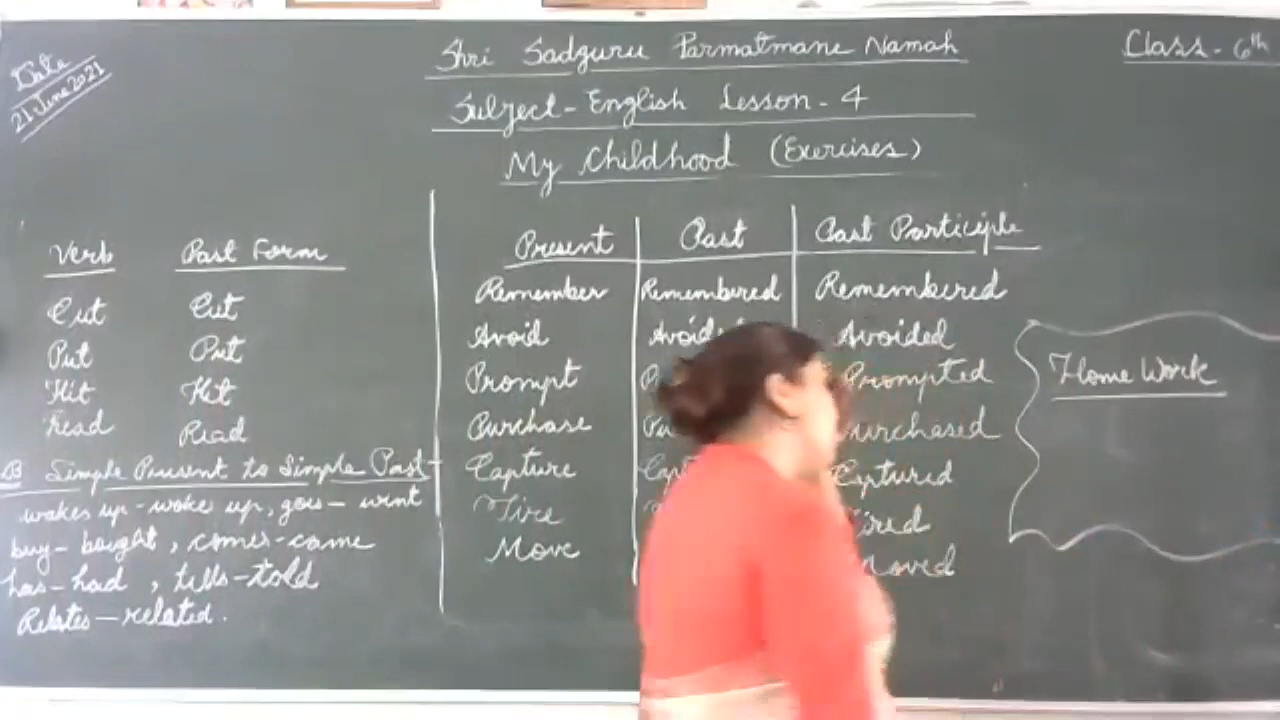 Date
21 June 2021
Shri Sadguru Parmatmane Namah
Class - 6th
Subject - English Lesson - 4
My Childhood (Exercises)
Verb Past Form
Cut Cut
Put Put
Hit Hit
Read Read
B Simple Present to Simple Past
wakes up - woke up, goes - went
buy - bought, comes - came
has - had, tells - told
Relates - related.
Present Past Past Participle
Remember Remembered Remembered
Avoid Avoided
Prompt Prompted
Purchase
Capture Captured
Fire
Move
Home Work